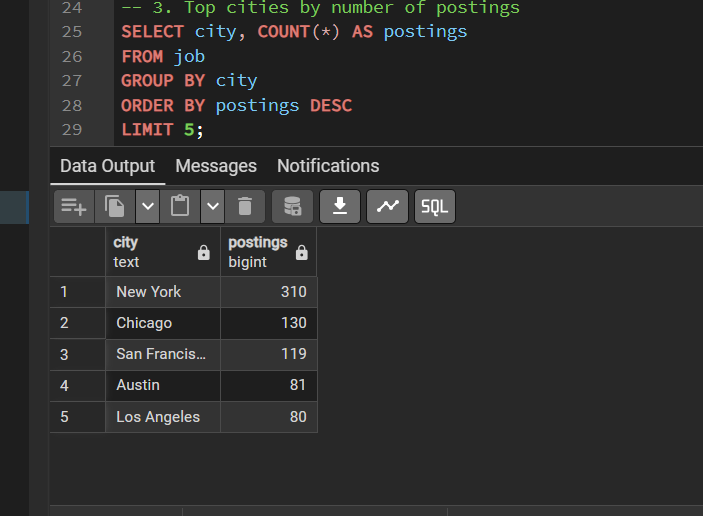 24 -- 3. Top cities by number of postings
25 SELECT city, COUNT(*) AS postings
26 FROM job
27 GROUP BY city
28 ORDER BY postings DESC
29 LIMIT 5;
Data Output Messages Notifications
SQL
city postings
text bigint
1 New York 310
2 Chicago 130
3 San Francis... 119
4 Austin 81
5 Los Angeles 80